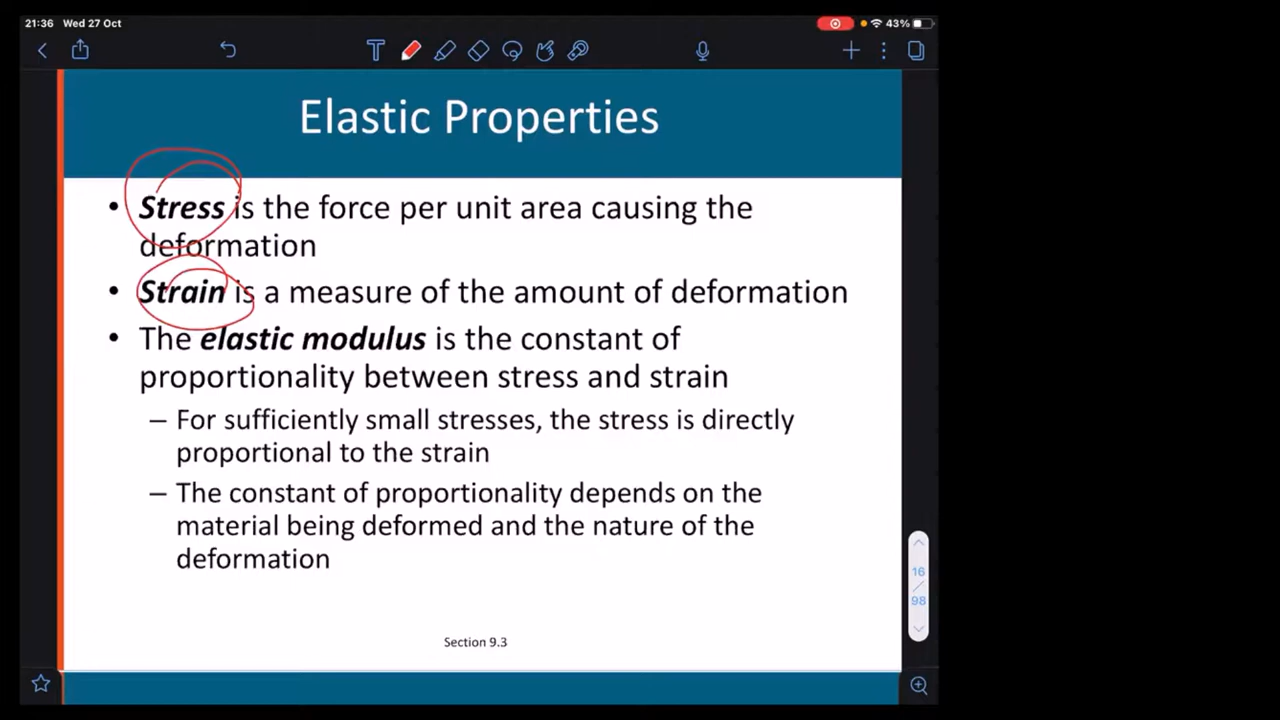 21:36 Wed 27 Oct
43%
T
Elastic Properties
• Stress is the force per unit area causing the
deformation
• Strain is a measure of the amount of deformation
• The elastic modulus is the constant of
proportionality between stress and strain
– For sufficiently small stresses, the stress is directly
proportional to the strain
– The constant of proportionality depends on the
material being deformed and the nature of the
deformation
16
98
Section 9.3